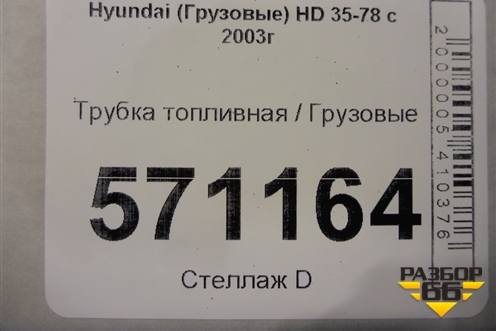 Hyundai (Грузовые) HD 35-78 с
2003г
Трубка топливная / Грузовые
571164
Стеллаж D
2000005410376
РАЗБОР
66